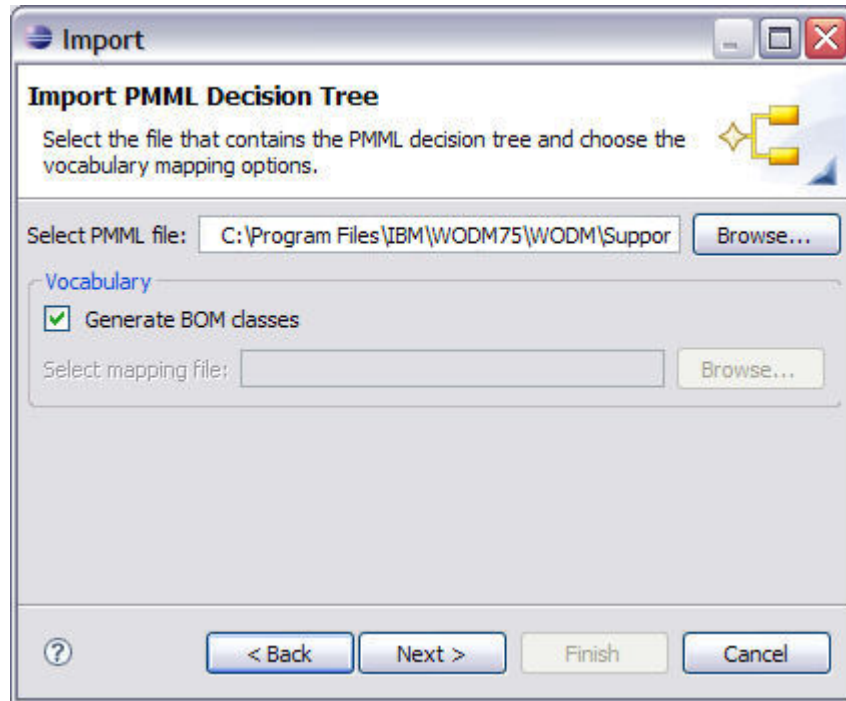 Import
Import PMML Decision Tree
Select the file that contains the PMML decision tree and choose the
vocabulary mapping options.
Select PMML file: C:\Program Files\IBM\WODM75\WODM\Suppor Browse...
Vocabulary
Generate BOM classes
Select mapping file: Browse...
? < Back Next > Finish Cancel